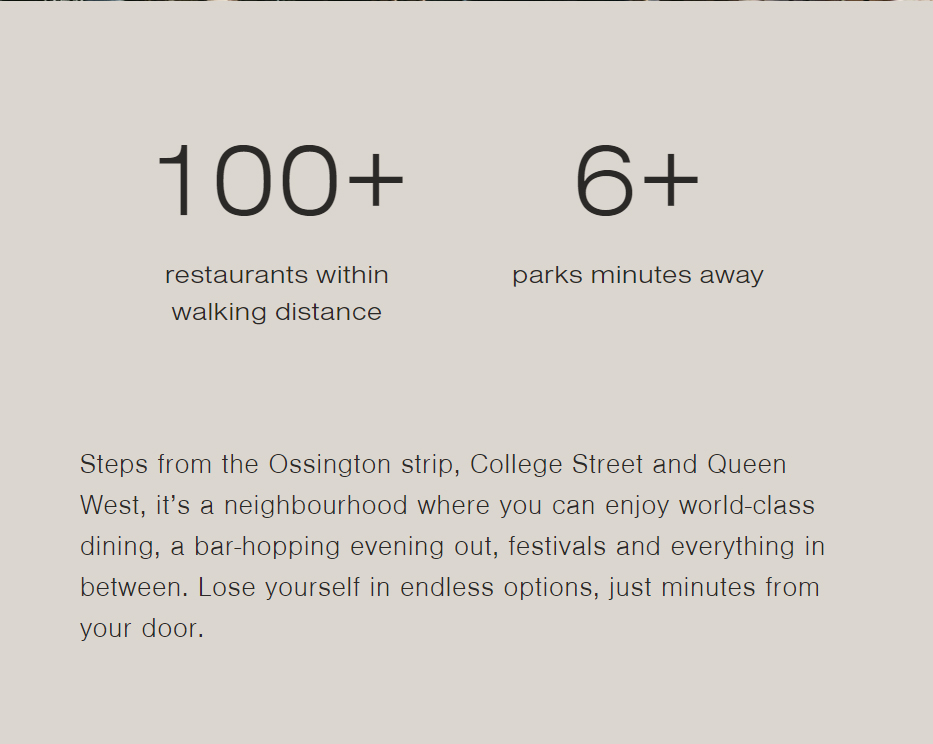 100+ 6+
restaurants within parks minutes away
walking distance
Steps from the Ossington strip, College Street and Queen
West, it’s a neighbourhood where you can enjoy world-class
dining, a bar-hopping evening out, festivals and everything in
between. Lose yourself in endless options, just minutes from
your door.